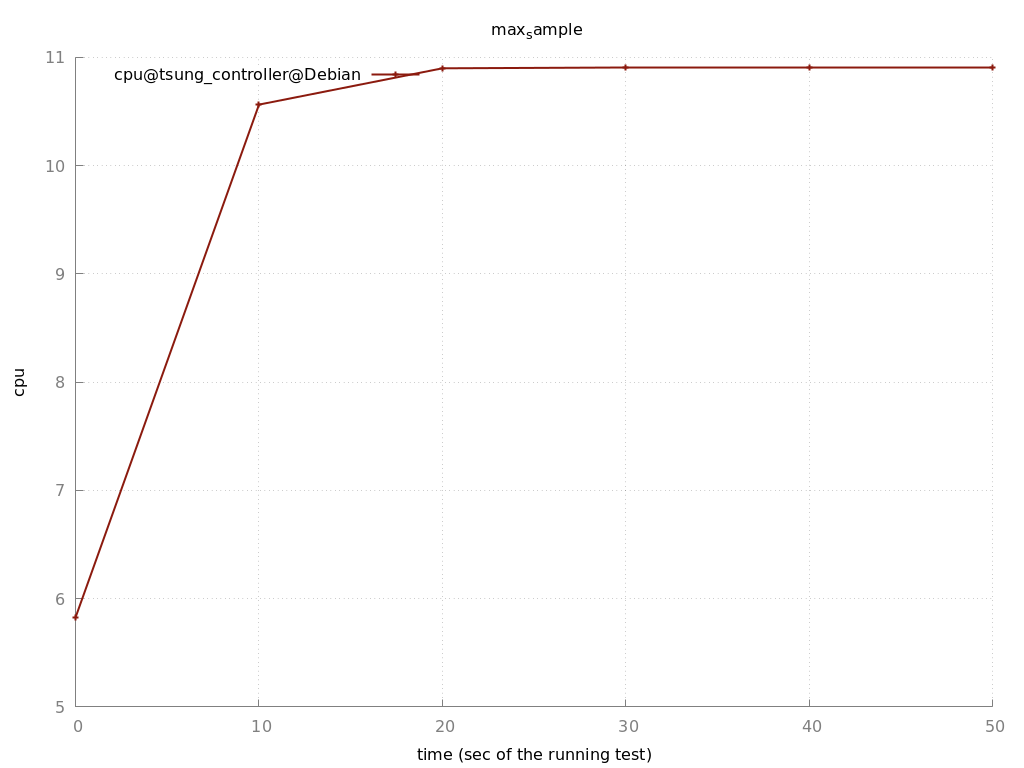 max_sample
11
cpu@tsung_controller@Debian
10
9
8
7
6
5
cpu
0 10 20 30 40 50
time (sec of the running test)